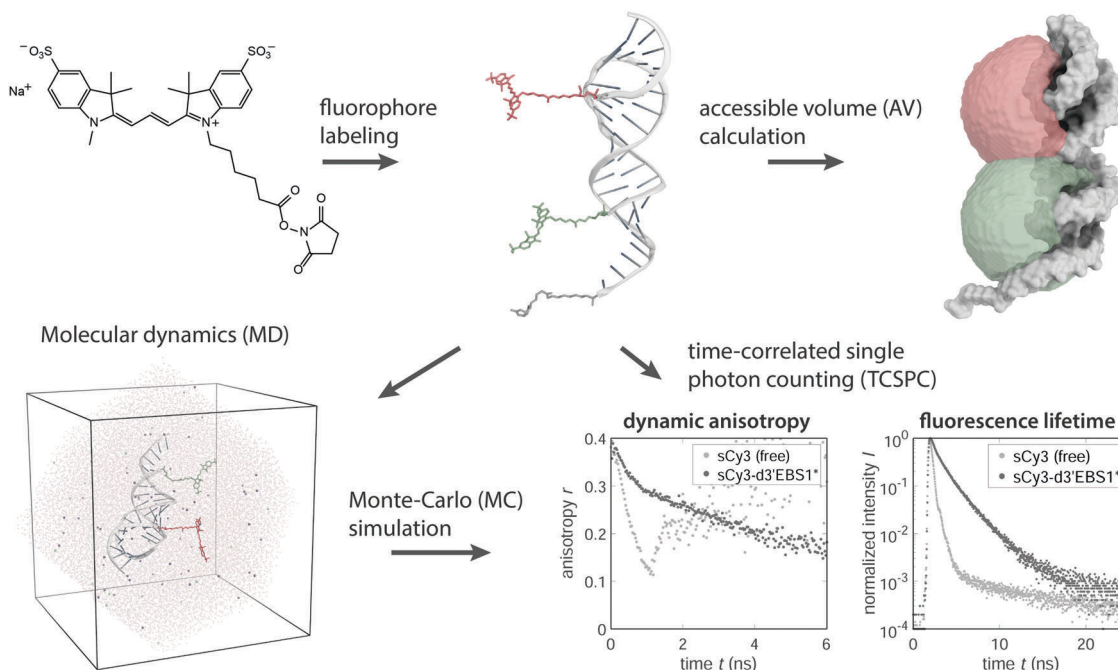 ⁻O₃S
SO₃⁻
Na⁺
N
N⁺
O
O
N
O
O
fluorophore
labeling
accessible volume (AV)
calculation
Molecular dynamics (MD)
Monte-Carlo (MC)
simulation
time-correlated single
photon counting (TCSPC)
dynamic anisotropy
sCy3 (free)
sCy3-d3'EBS1*
anisotropy r
0.4
0.3
0.2
0.1
0
2
4
6
time t (ns)
fluorescence lifetime
sCy3 (free)
sCy3-d3'EBS1*
normalized intensity I
10⁰
10⁻¹
10⁻²
10⁻³
10⁻⁴
0
10
20
time t (ns)